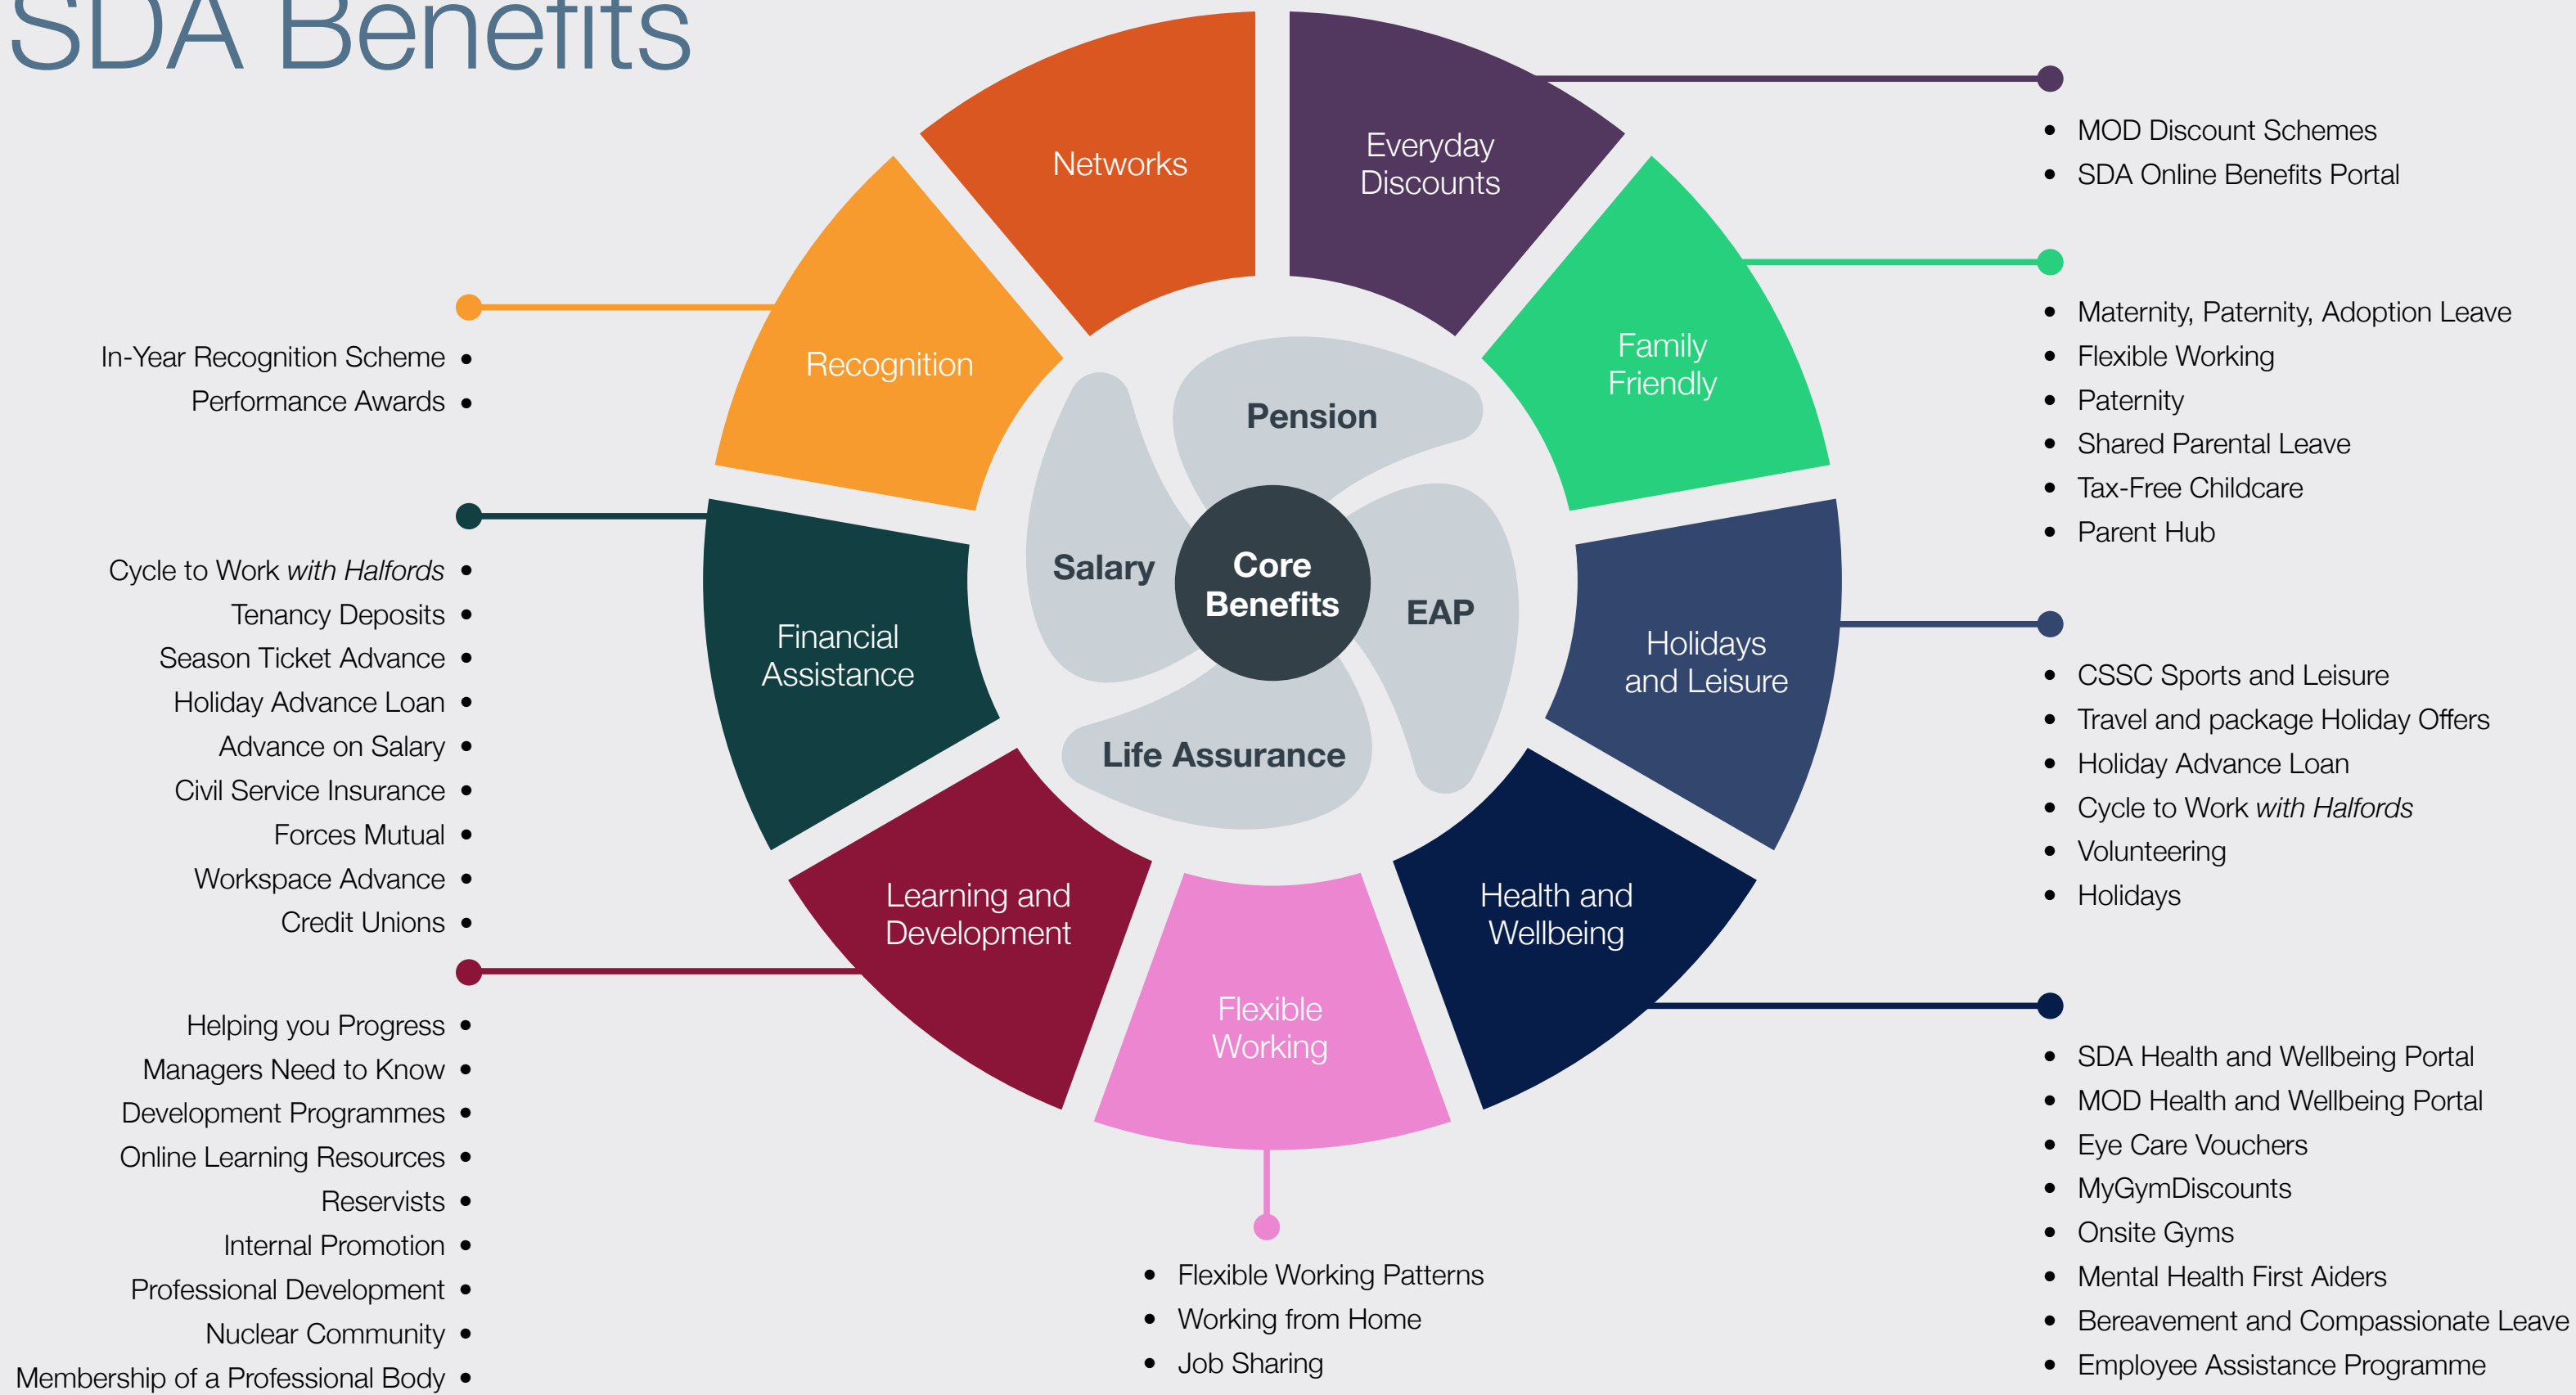 SDA Benefits
Networks
Everyday
Discounts
• MOD Discount Schemes
• SDA Online Benefits Portal
Family
Friendly
• Maternity, Paternity, Adoption Leave
• Flexible Working
• Paternity
• Shared Parental Leave
• Tax-Free Childcare
• Parent Hub
Holidays
and Leisure
• CSSC Sports and Leisure
• Travel and package Holiday Offers
• Holiday Advance Loan
• Cycle to Work with Halfords
• Volunteering
• Holidays
Health and
Wellbeing
• SDA Health and Wellbeing Portal
• MOD Health and Wellbeing Portal
• Eye Care Vouchers
• MyGymDiscounts
• Onsite Gyms
• Mental Health First Aiders
• Bereavement and Compassionate Leave
• Employee Assistance Programme
Flexible
Working
• Flexible Working Patterns
• Working from Home
• Job Sharing
Learning and
Development
Helping you Progress •
Managers Need to Know •
Development Programmes •
Online Learning Resources •
Reservists •
Internal Promotion •
Professional Development •
Nuclear Community •
Membership of a Professional Body •
Financial
Assistance
Cycle to Work with Halfords •
Tenancy Deposits •
Season Ticket Advance •
Holiday Advance Loan •
Advance on Salary •
Civil Service Insurance •
Forces Mutual •
Workspace Advance •
Credit Unions •
Recognition
In-Year Recognition Scheme •
Performance Awards •
Core
Benefits
Pension
EAP
Life Assurance
Salary